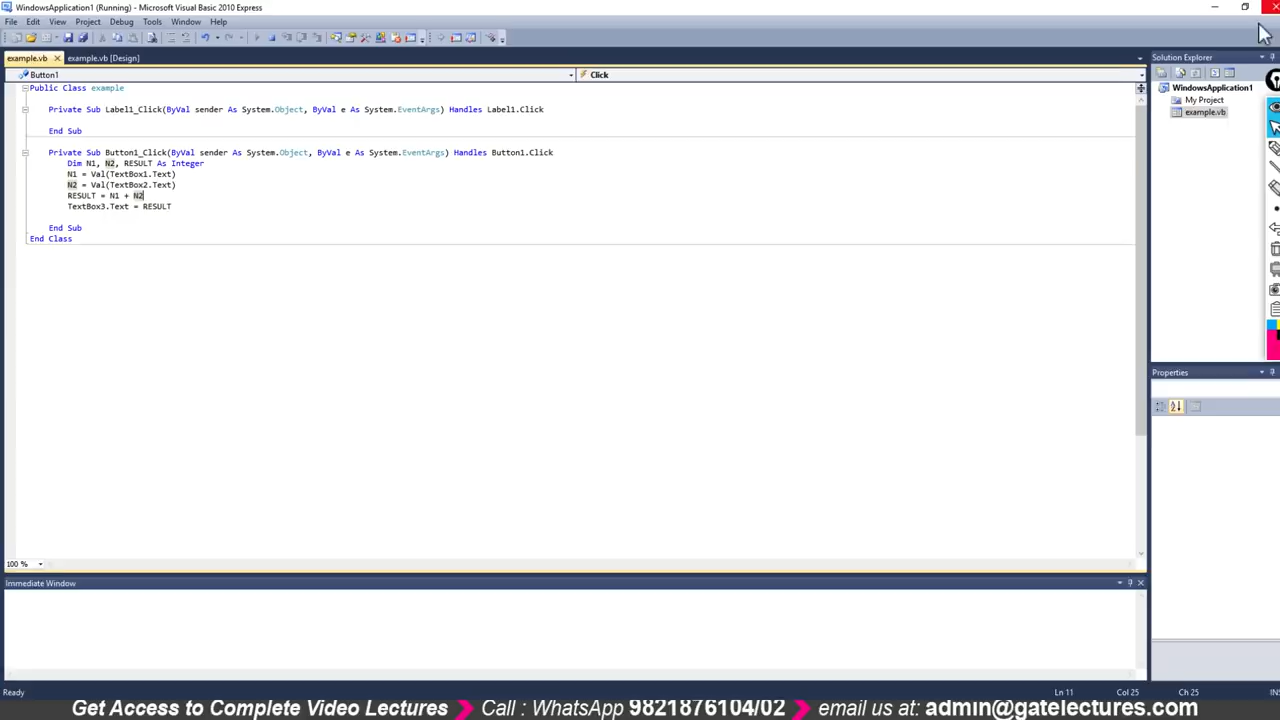 WindowsApplication1 (Running) - Microsoft Visual Basic 2010 Express
File Edit View Project Debug Tools Window Help
example.vb example.vb [Design]
Solution Explorer
Button1 Click
WindowsApplication1
My Project
example.vb
Public Class example
Private Sub Label1_Click(ByVal sender As System.Object, ByVal e As System.EventArgs) Handles Label1.Click
End Sub
Private Sub Button1_Click(ByVal sender As System.Object, ByVal e As System.EventArgs) Handles Button1.Click
Dim N1, N2, RESULT As Integer
N1 = Val(TextBox1.Text)
N2 = Val(TextBox2.Text)
RESULT = N1 + N2
TextBox3.Text = RESULT
End Sub
End Class
Properties
100 %
Immediate Window
Ready Ln 11 Col 25 Ch 25 INS
Get Access to Complete Video Lectures Call : WhatsApp 9821876104/02 email us at: admin@gatelectures.com